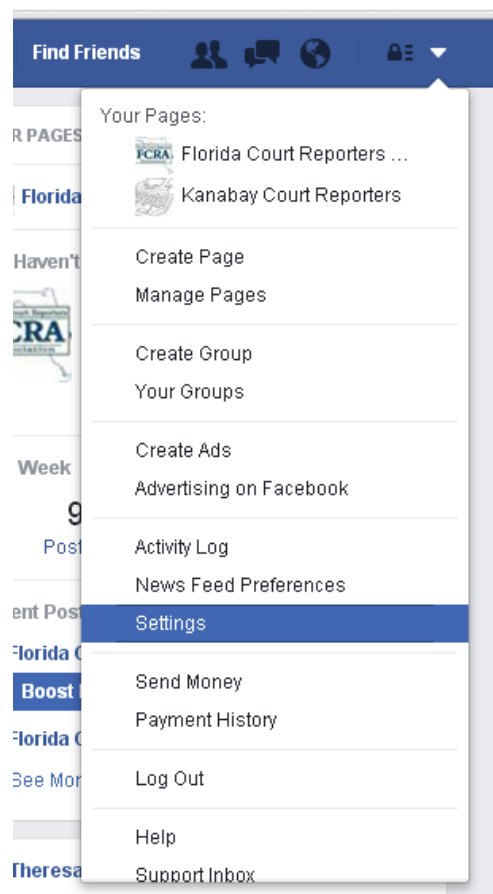 Find Friends
Your Pages:
R PAGES
FCRA Florida Court Reporters ...
Florida
Kanabay Court Reporters
Haven't
Create Page
Manage Pages
CRA
Create Group
Your Groups
Create Ads
Week
Advertising on Facebook
9
Post
Activity Log
News Feed Preferences
ent Post
Settings
Florida C
Send Money
Boost
Payment History
Florida C
See Mor
Log Out
Help
Theresa
Support Inbox